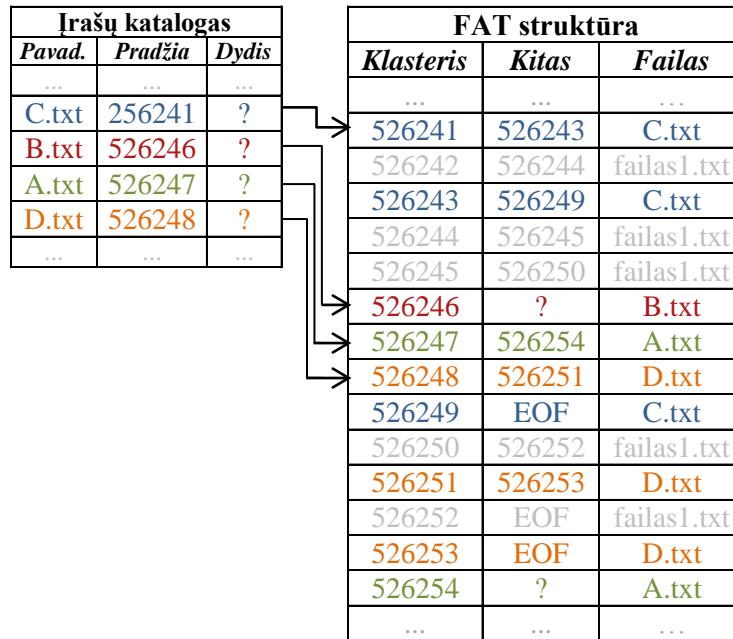 Įrašų katalogas
Pavad. Pradžia Dydis
... ... ...
C.txt 256241 ?
B.txt 526246 ?
A.txt 526247 ?
D.txt 526248 ?
... ... ...
FAT struktūra
Klasteris Kitas Failas
... ... ...
526241 526243 C.txt
526242 526244 failas1.txt
526243 526249 C.txt
526244 526245 failas1.txt
526245 526250 failas1.txt
526246 ? B.txt
526247 526254 A.txt
526248 526251 D.txt
526249 EOF C.txt
526250 526252 failas1.txt
526251 526253 D.txt
526252 EOF failas1.txt
526253 EOF D.txt
526254 ? A.txt
... ... ...